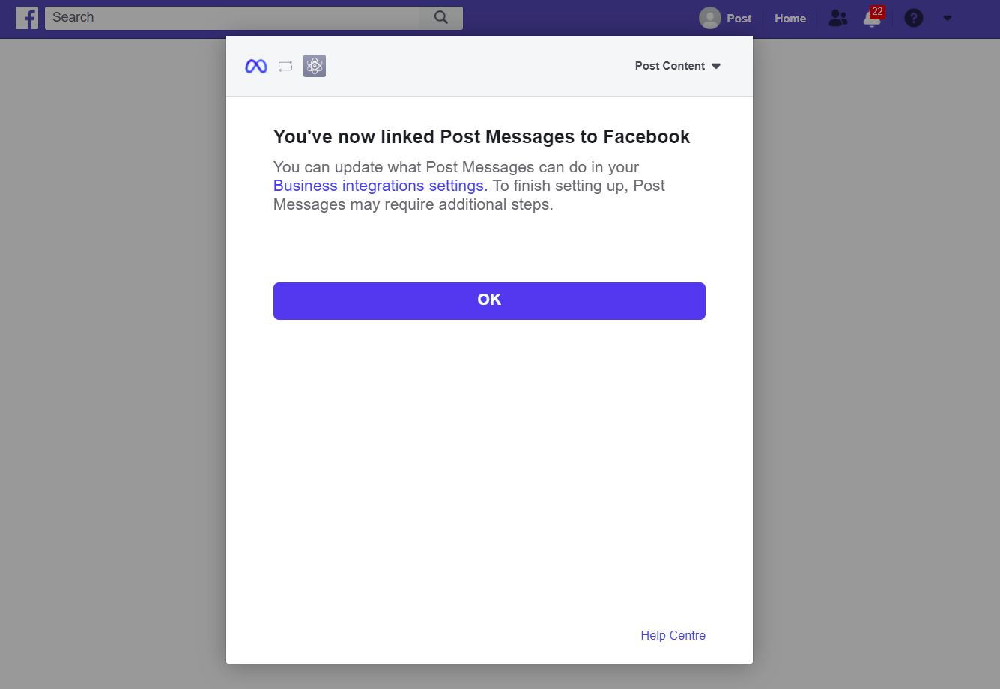 Search
Post
Home
22
?
Post Content
You've now linked Post Messages to Facebook
You can update what Post Messages can do in your
Business integrations settings. To finish setting up, Post
Messages may require additional steps.
OK
Help Centre